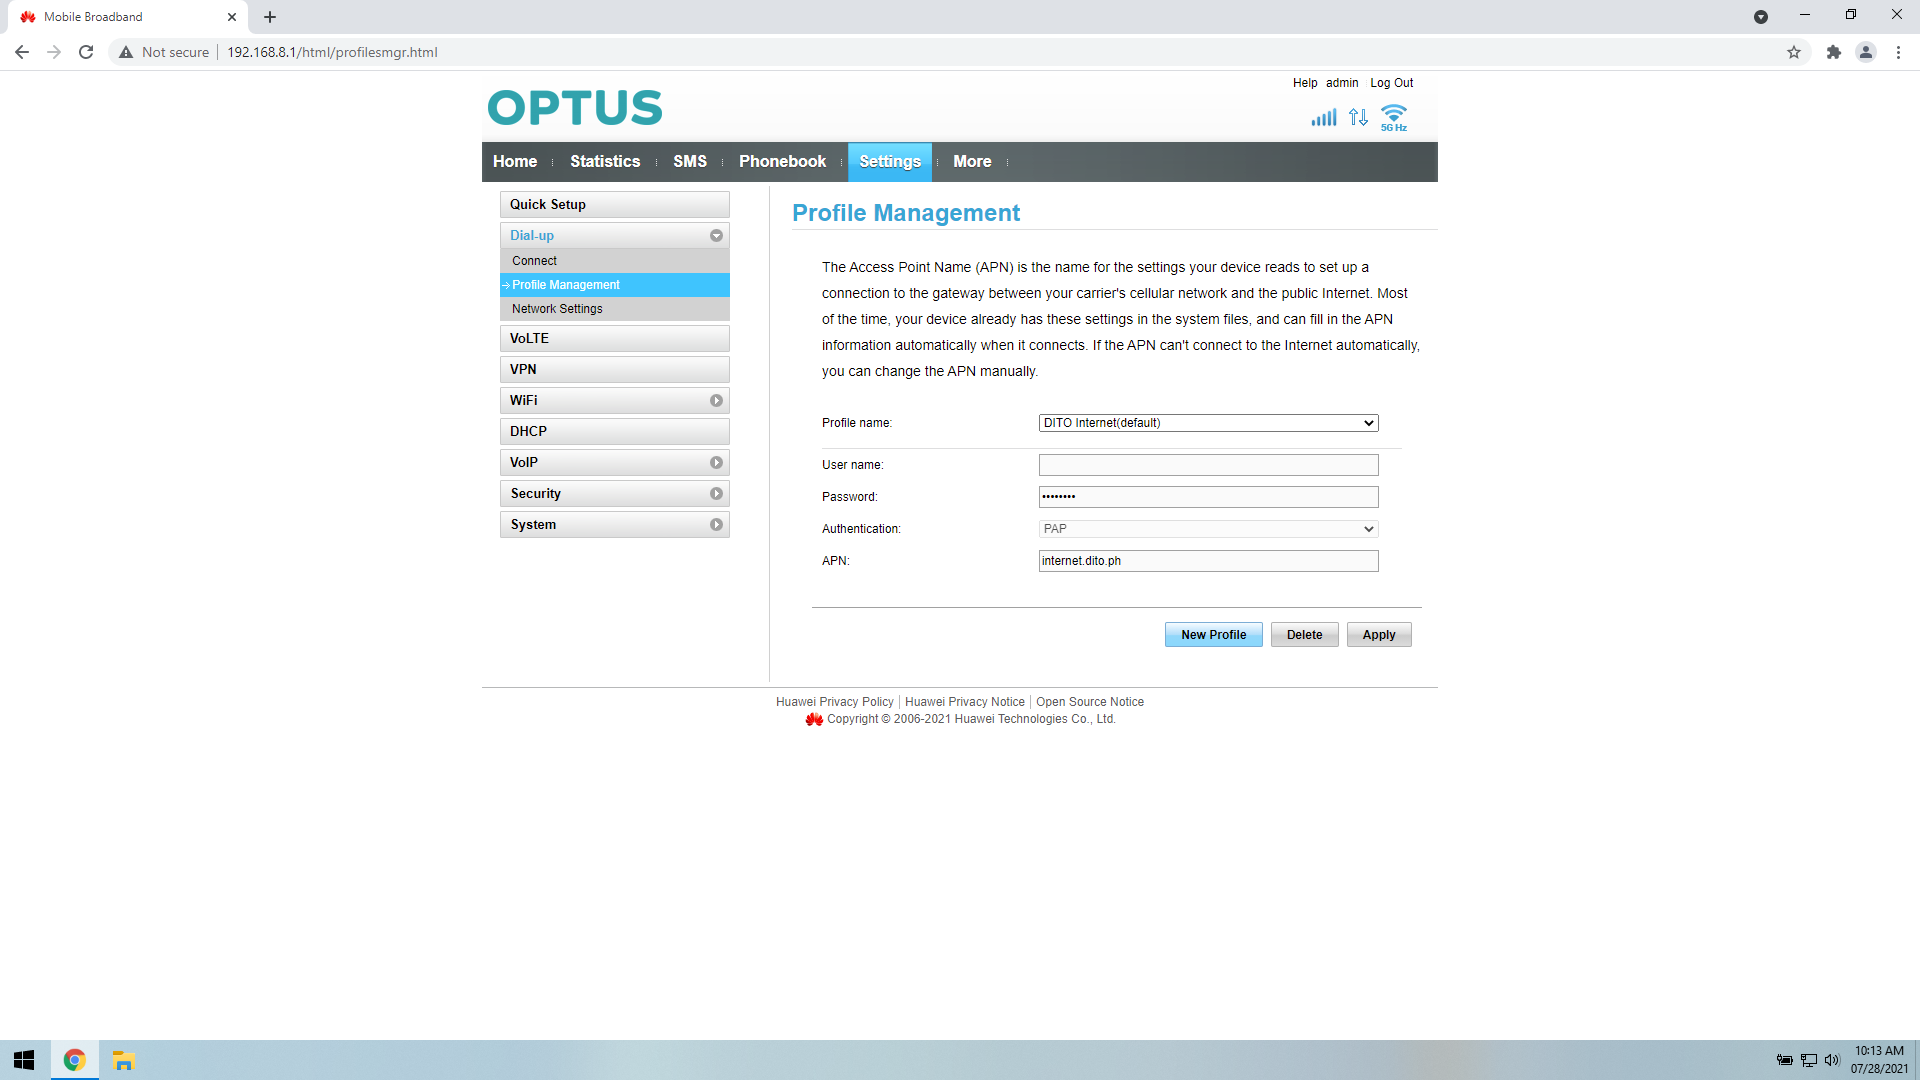 Mobile Broadband
Not secure
192.168.8.1/html/profilesmgr.html
Help admin Log Out
OPTUS
5G Hz
Home Statistics SMS Phonebook Settings More
Quick Setup
Dial-up
Connect
Profile Management
Network Settings
VoLTE
VPN
WiFi
DHCP
VoIP
Security
System
Profile Management
The Access Point Name (APN) is the name for the settings your device reads to set up a
connection to the gateway between your carrier's cellular network and the public Internet. Most
of the time, your device already has these settings in the system files, and can fill in the APN
information automatically when it connects. If the APN can't connect to the Internet automatically,
you can change the APN manually.
Profile name: DITO Internet(default)
User name:
Password: ••••••••
Authentication: PAP
APN: internet.dito.ph
New Profile Delete Apply
Huawei Privacy Policy Huawei Privacy Notice Open Source Notice
Copyright © 2006-2021 Huawei Technologies Co., Ltd.
10:13 AM
07/28/2021